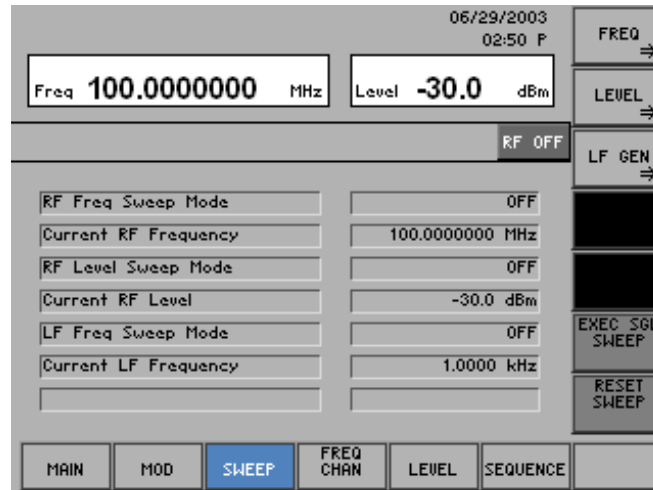 06/29/2003
02:50 P
Freq 100.0000000 MHz
Level -30.0 dBm
RF OFF
RF Freq Sweep Mode OFF
Current RF Frequency 100.0000000 MHz
RF Level Sweep Mode OFF
Current RF Level -30.0 dBm
LF Freq Sweep Mode OFF
Current LF Frequency 1.0000 kHz
FREQ
⇒
LEVEL
⇒
LF GEN
⇒
EXEC SGL
SWEEP
RESET
SWEEP
MAIN
MOD
SWEEP
FREQ
CHAN
LEVEL
SEQUENCE